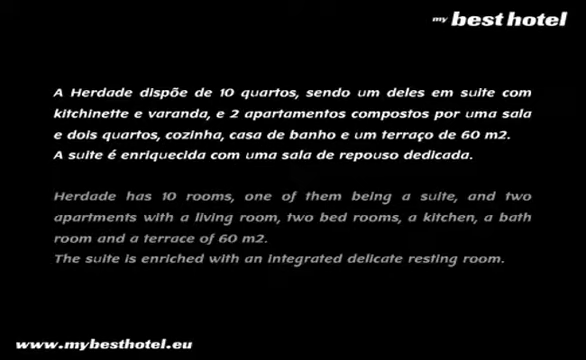 my best hotel
A Herdade dispõe de 10 quartos, sendo um deles em suite com
kitchinette e varanda, e 2 apartamentos compostos por uma sala
e dois quartos, cozinha, casa de banho e um terraço de 60 m2.
A suite é enriquecida com uma sala de repouso dedicada.
Herdade has 10 rooms, one of them being a suite, and two
apartments with a living room, two bed rooms, a kitchen, a bath
room and a terrace of 60 m2.
The suite is enriched with an integrated delicate resting room.
www.mybesthotel.eu